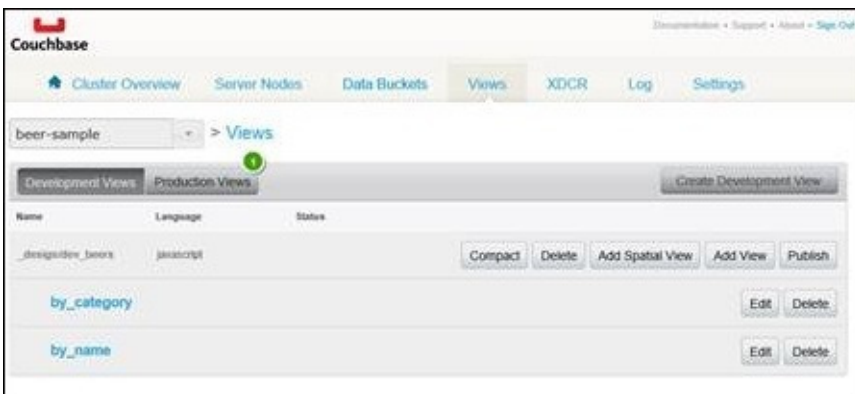 Couchbase
Documentation • Support • About • Sign Out
Cluster Overview Server Nodes Data Buckets Views XDCR Log Settings
beer-sample > Views
1
Development Views Production Views Create Development View
Name Language Status
_design/dev_beers javascript Compact Delete Add Spatial View Add View Publish
by_category Edit Delete
by_name Edit Delete